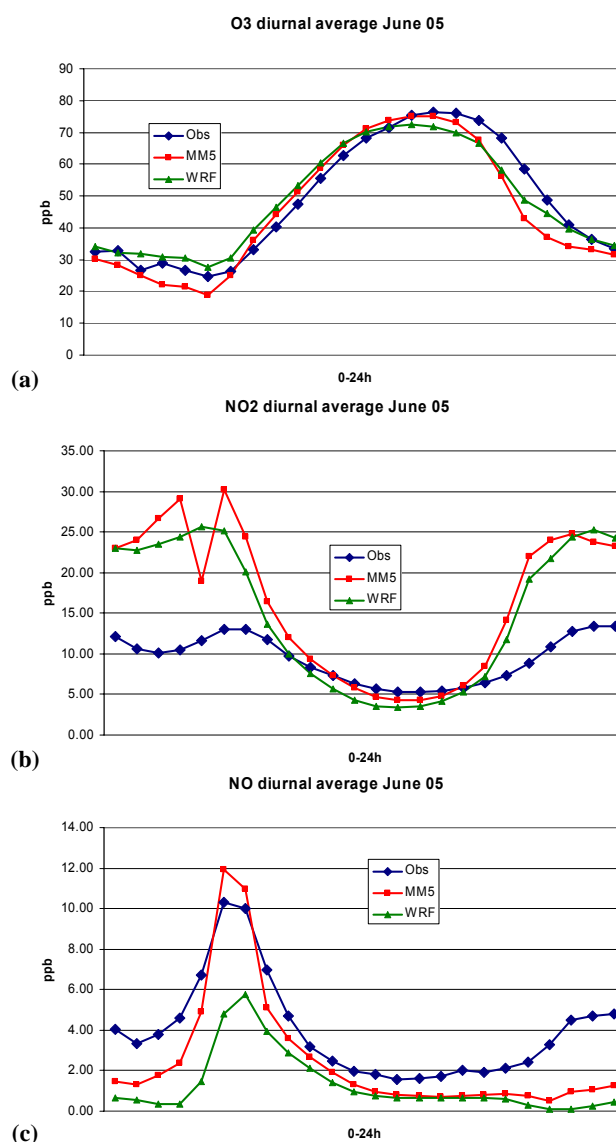 O3 diurnal average June 05
90
80
70
60
50
40
30
20
10
0
ppb
Obs
MM5
WRF
(a)
0-24h
NO2 diurnal average June 05
35.00
30.00
25.00
20.00
15.00
10.00
5.00
0.00
ppb
Obs
MM5
WRF
(b)
0-24h
NO diurnal average June 05
14.00
12.00
10.00
8.00
6.00
4.00
2.00
0.00
ppb
Obs
MM5
WRF
(c)
0-24h